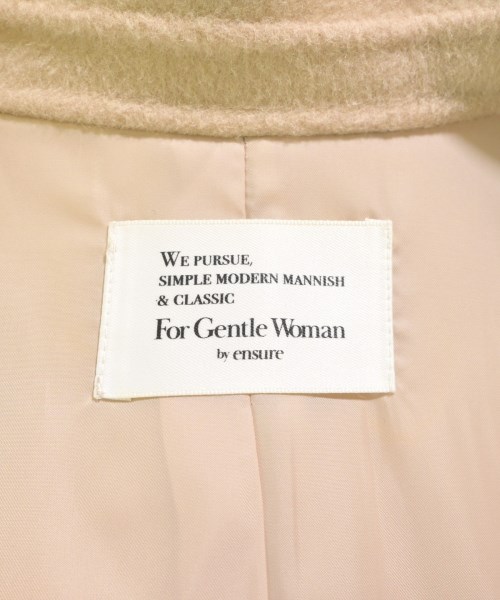 WE PURSUE,
SIMPLE MODERN MANNISH
& CLASSIC
For Gentle Woman
by ensure